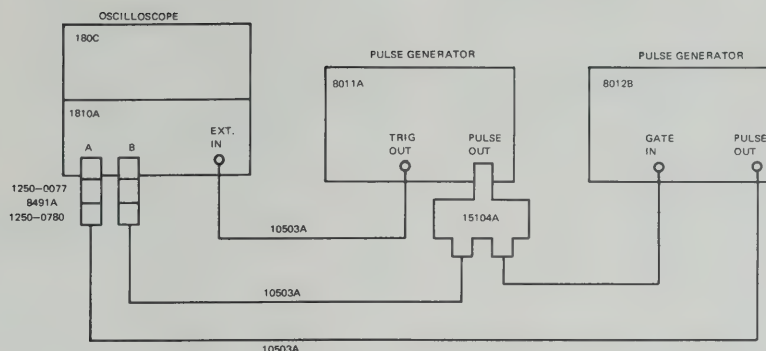 OSCILLOSCOPE
180C
1810A
A
B
EXT.
IN
1250-0077
8491A
1250-0780
PULSE GENERATOR
8011A
TRIG
OUT
PULSE
OUT
15104A
PULSE GENERATOR
8012B
GATE
IN
PULSE
OUT
10503A
10503A
10503A